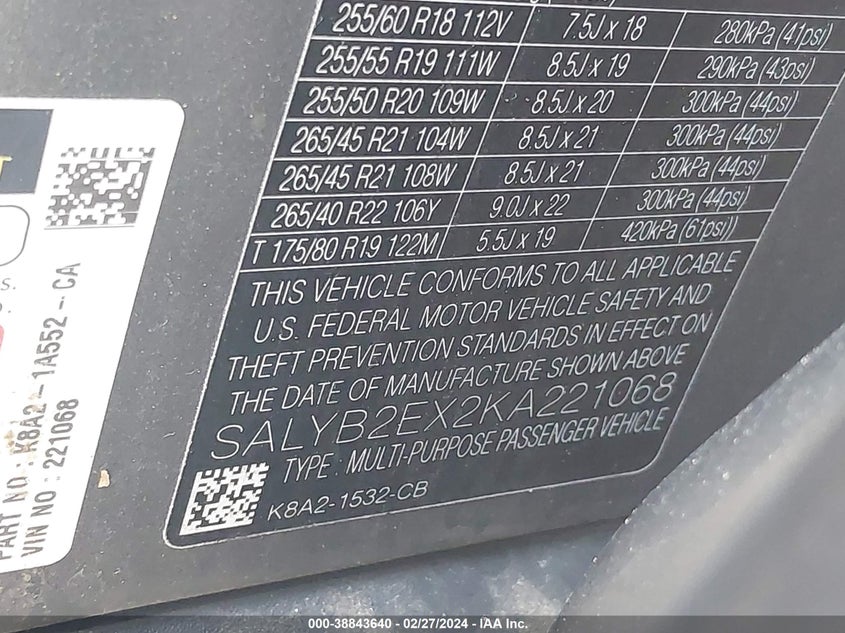 255/60 R18 112V 7.5J x 18 280kPa (41psi)
255/55 R19 111W 8.5J x 19 290kPa (43psi)
255/50 R20 109W 8.5J x 20 300kPa (44psi)
265/45 R21 104W 8.5J x 21 300kPa (44psi)
265/45 R21 108W 8.5J x 21 300kPa (44psi)
265/40 R22 106Y 9.0J x 22 300kPa (44psi)
T 175/80 R19 122M 5.5J x 19 420kPa (61psi)
THIS VEHICLE CONFORMS TO ALL APPLICABLE
U.S. FEDERAL MOTOR VEHICLE SAFETY AND
THEFT PREVENTION STANDARDS IN EFFECT ON
THE DATE OF MANUFACTURE SHOWN ABOVE
SALYB2EX2KA221068
TYPE : MULTI-PURPOSE PASSENGER VEHICLE
K8A2-1532-CB
PART NO : K8A2 - 1A552 - CA
VIN NO : 221068
000-38843640 - 02/27/2024 - IAA Inc.